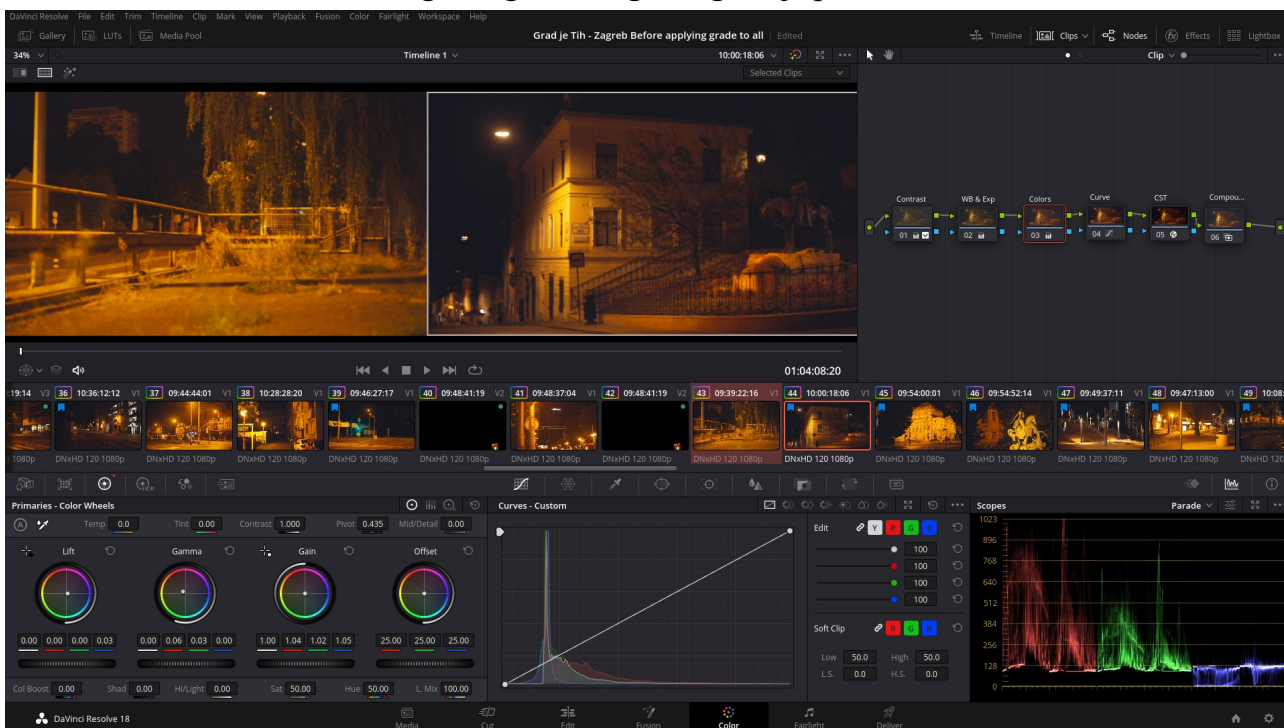 DaVinci Resolve File Edit Trim Timeline Clip Mark View Playback Fusion Color Fairlight Workspace Help
Gallery LUTs Media Pool Grad je Tih - Zagreb Before applying grade to all Edited Timeline Clips Nodes Effects Lightbox
34% Timeline 1 10:00:18:06 Clip
Selected Clips
Contrast WB & Exp Colors Curve CST Compou...
01 02 03 04 05 06
01:04:08:20
19:14 V3 36 10:36:12:12 V1 37 09:44:44:01 V1 38 10:28:28:20 V1 39 09:46:27:17 V1 40 09:48:41:19 V2 41 09:48:37:04 V1 42 09:48:41:19 V2 43 09:39:22:16 V1 44 10:00:18:06 V1 45 09:54:00:01 V1 46 09:54:52:14 V1 47 09:49:37:11 V1 48 09:47:13:00 V1 49 10:08:
1080p DNxHD 120 1080p DNxHD 120 1080p DNxHD 120 1080p DNxHD 120 1080p DNxHD 120 1080p DNxHD 120 1080p DNxHD 120 1080p DNxHD 120 1080p DNxHD 120 1080p DNxHD 120 1080p DNxHD 120 1080p DNxHD 120 1080p DNxHD 120 1080p DNxHD 120
Primaries - Color Wheels Curves - Custom Scopes Parade
A Temp 0.0 Tint 0.00 Contrast 1.000 Pivot 0.435 Mid/Detail 0.00
Edit Y R G B
1023
Lift Gamma Gain Offset
100
896
100
768
100
640
100
512
384
Soft Clip R G B
256
0.00 0.00 0.00 0.03 0.00 0.06 0.03 0.00 1.00 1.04 1.02 1.05 25.00 25.00 25.00
Low 50.0 High 50.0
128
L.S. 0.0 H.S. 0.0
0
Col Boost 0.00 Shad 0.00 Hi/Light 0.00 Sat 50.00 Hue 50.00 L. Mix 100.00
DaVinci Resolve 18 Media Cut Edit Fusion Color Fairlight Deliver